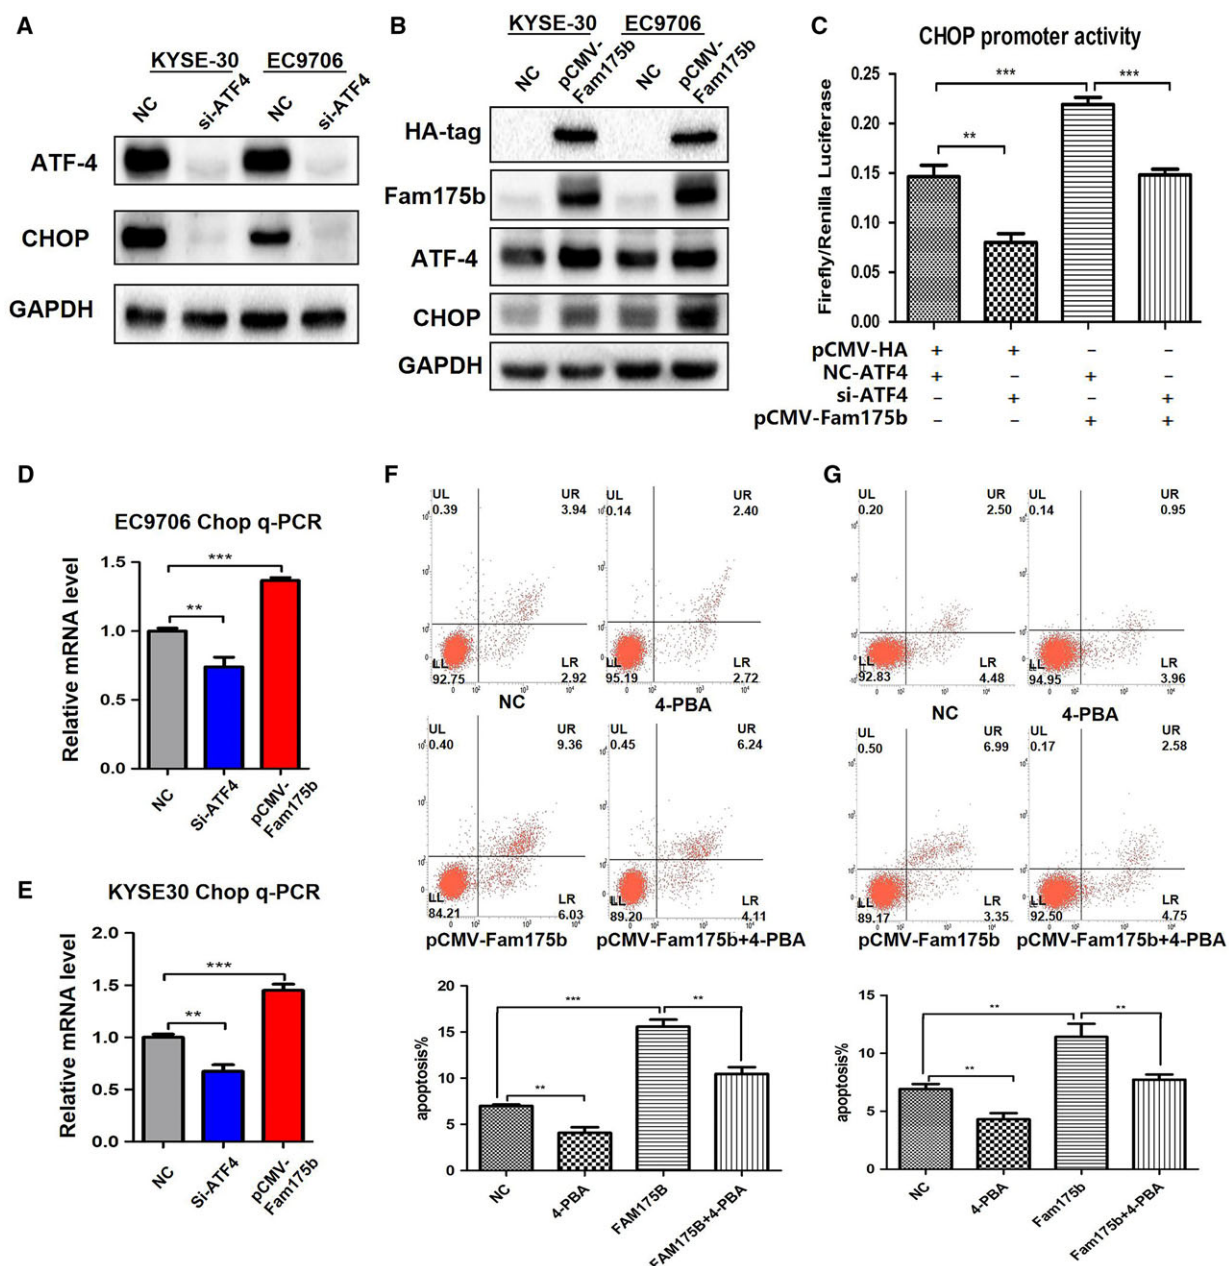 A
KYSE-30 EC9706
NC si-ATF4 NC si-ATF4
ATF-4
CHOP
GAPDH
B
KYSE-30 EC9706
NC pCMV-Fam175b NC pCMV-Fam175b
HA-tag
Fam175b
ATF-4
CHOP
GAPDH
C
CHOP promoter activity
Firefly/Renilla Luciferase
0.25
0.20
0.15
0.10
0.05
0.00
*** ***
**
pCMV-HA + + – –
NC-ATF4 + – + –
si-ATF4 – + – +
pCMV-Fam175b – – + +
D
EC9706 Chop q-PCR
Relative mRNA level
1.5
1.0
0.5
0.0
***
**
NC Si-ATF4 pCMV-Fam175b
E
KYSE30 Chop q-PCR
Relative mRNA level
2.0
1.5
1.0
0.5
0.0
***
**
NC Si-ATF4 pCMV-Fam175b
F
UL UR
0.39 3.94
LL LR
92.75 2.92
NC
UL UR
0.14 2.40
LL LR
95.19 2.72
4-PBA
UL UR
0.40 9.36
LL LR
84.21 6.03
pCMV-Fam175b
UL UR
0.45 6.24
LL LR
89.20 4.11
pCMV-Fam175b+4-PBA
apoptosis%
20
15
10
5
0
*** **
**
NC 4-PBA FAM175B FAM175B+4-PBA
G
UL UR
0.20 2.50
LL LR
92.83 4.48
NC
UL UR
0.14 0.95
LL LR
94.95 3.96
4-PBA
UL UR
0.50 6.99
LL LR
89.17 3.35
pCMV-Fam175b
UL UR
0.17 2.58
LL LR
92.50 4.75
pCMV-Fam175b+4-PBA
apoptosis%
15
10
5
0
** **
**
NC 4-PBA Fam175b Fam175b+4-PBA